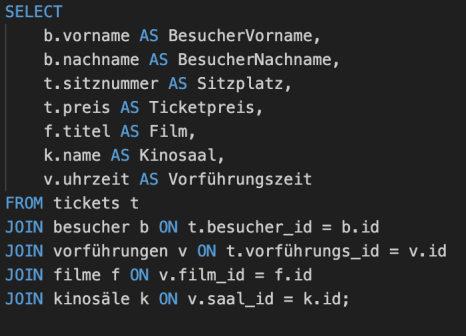 SELECT
b.vorname AS BesucherVorname,
b.nachname AS BesucherNachname,
t.sitznummer AS Sitzplatz,
t.preis AS Ticketpreis,
f.titel AS Film,
k.name AS Kinosaal,
v.uhrzeit AS Vorführungszeit
FROM tickets t
JOIN besucher b ON t.besucher_id = b.id
JOIN vorführungen v ON t.vorführungs_id = v.id
JOIN filme f ON v.film_id = f.id
JOIN kinosäle k ON v.saal_id = k.id;